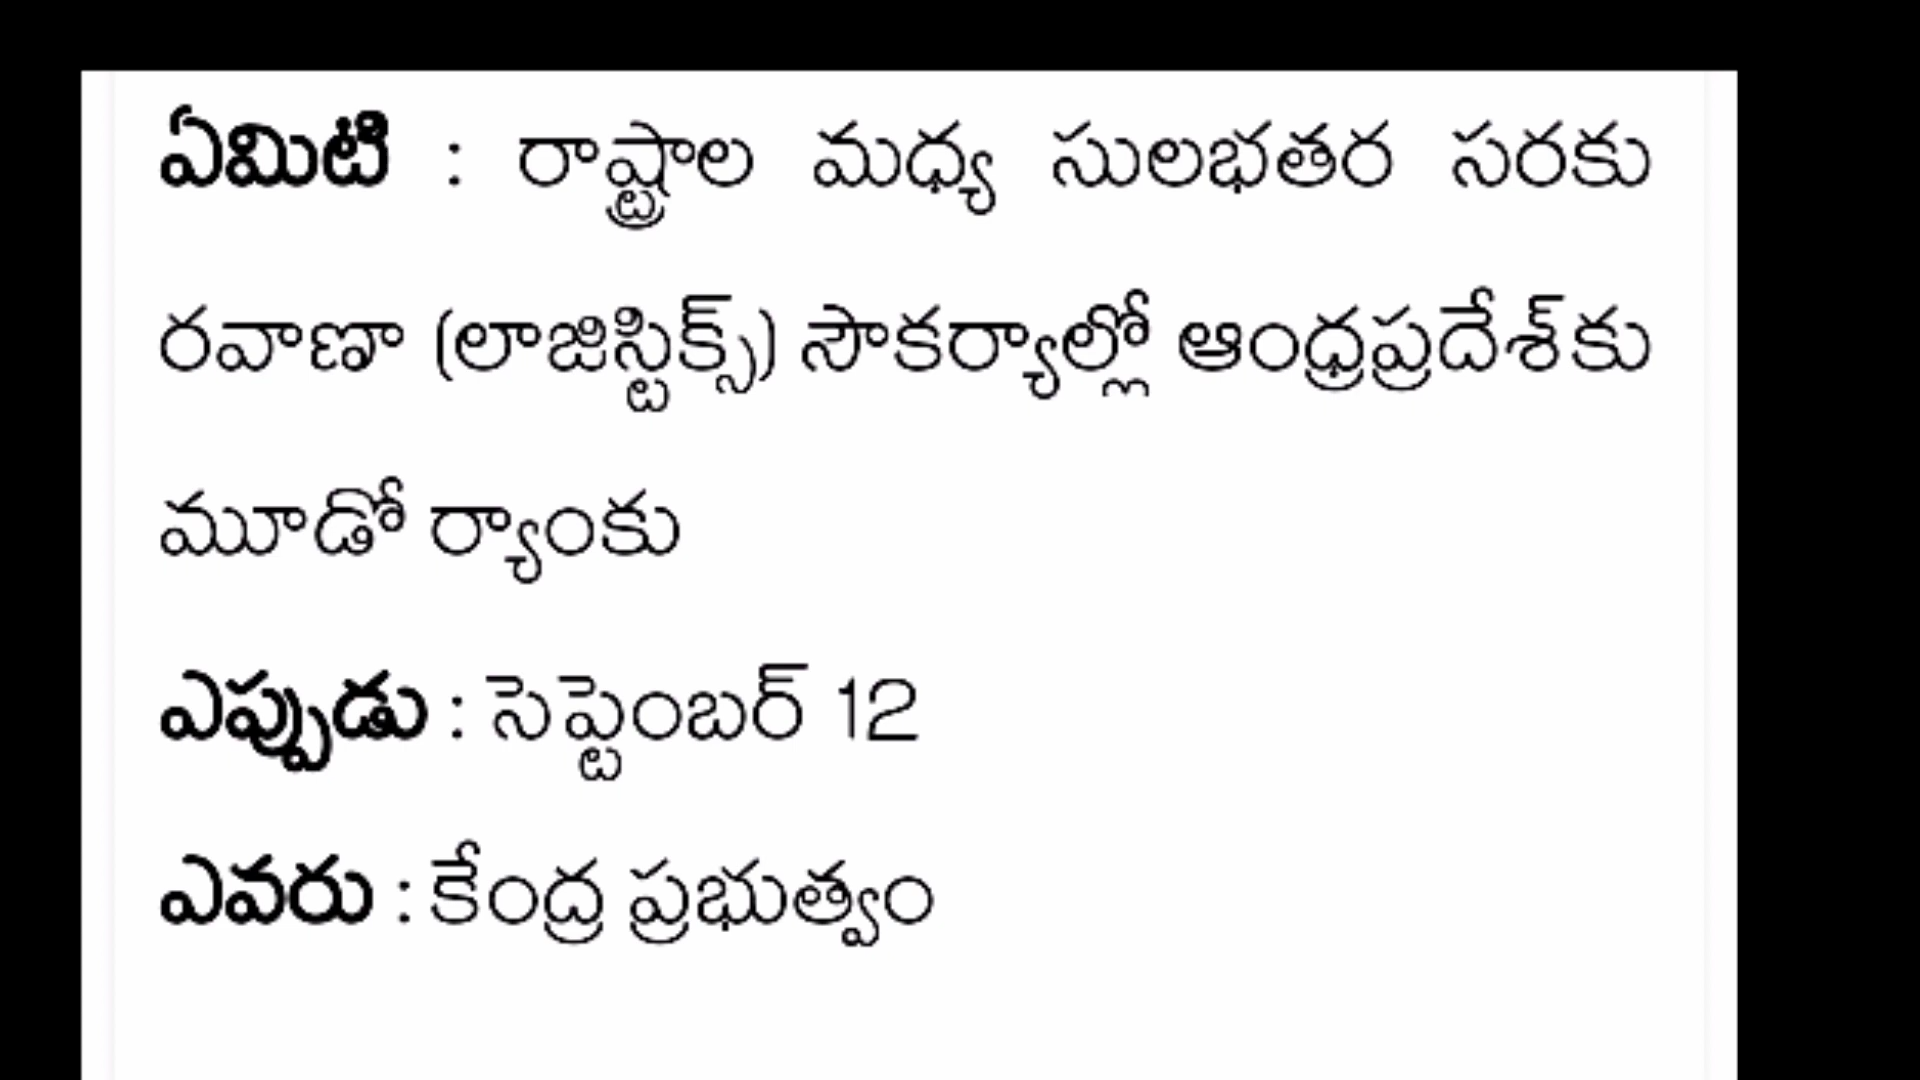 ఏమిటి : రాష్ట్రాల మధ్య సులభతర సరకు
రవాణా (లాజిస్టిక్స్) సౌకర్యాల్లో ఆంధ్రప్రదేశ్‌కు
మూడో ర్యాంకు
ఎప్పుడు : సెప్టెంబర్ 12
ఎవరు : కేంద్ర ప్రభుత్వం